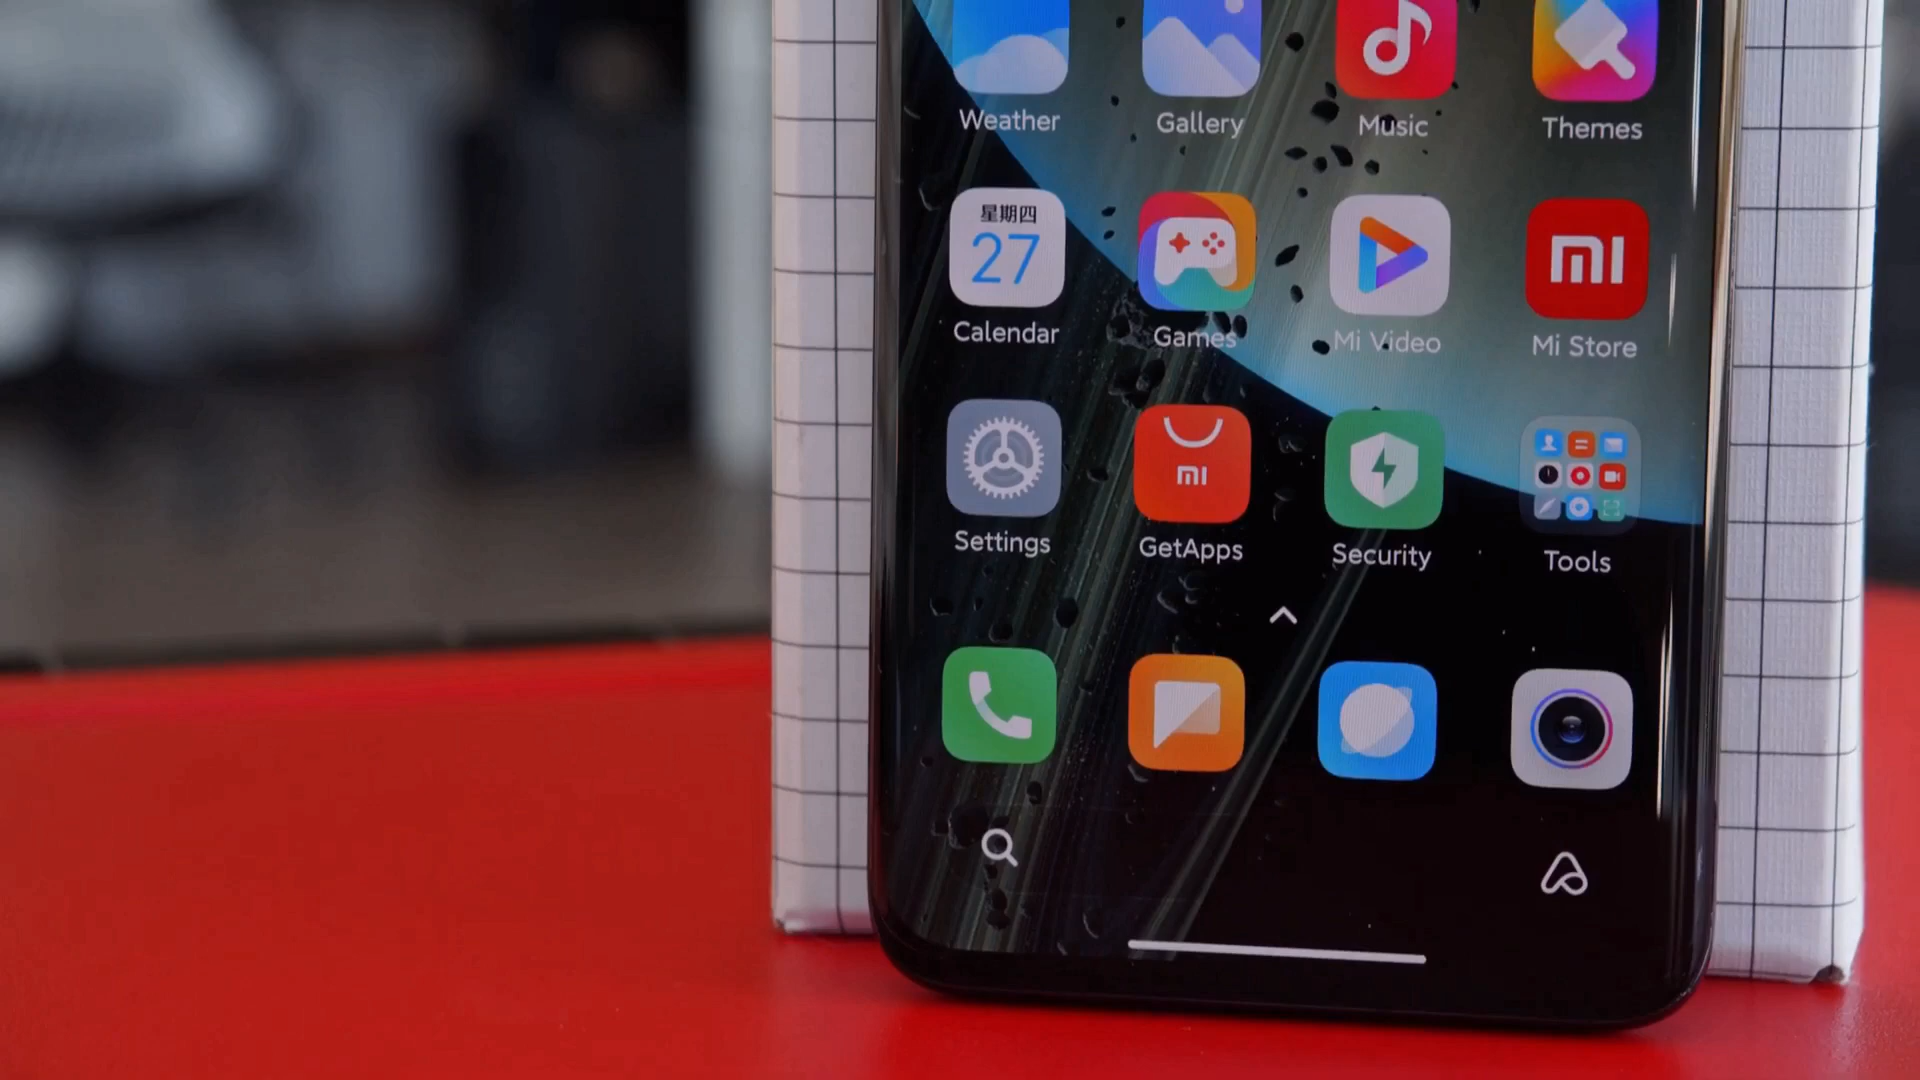 Weather
Gallery
Music
Themes
星期四
27
Calendar
Games
Mi Video
mi
Mi Store
Settings
mi
GetApps
Security
Tools